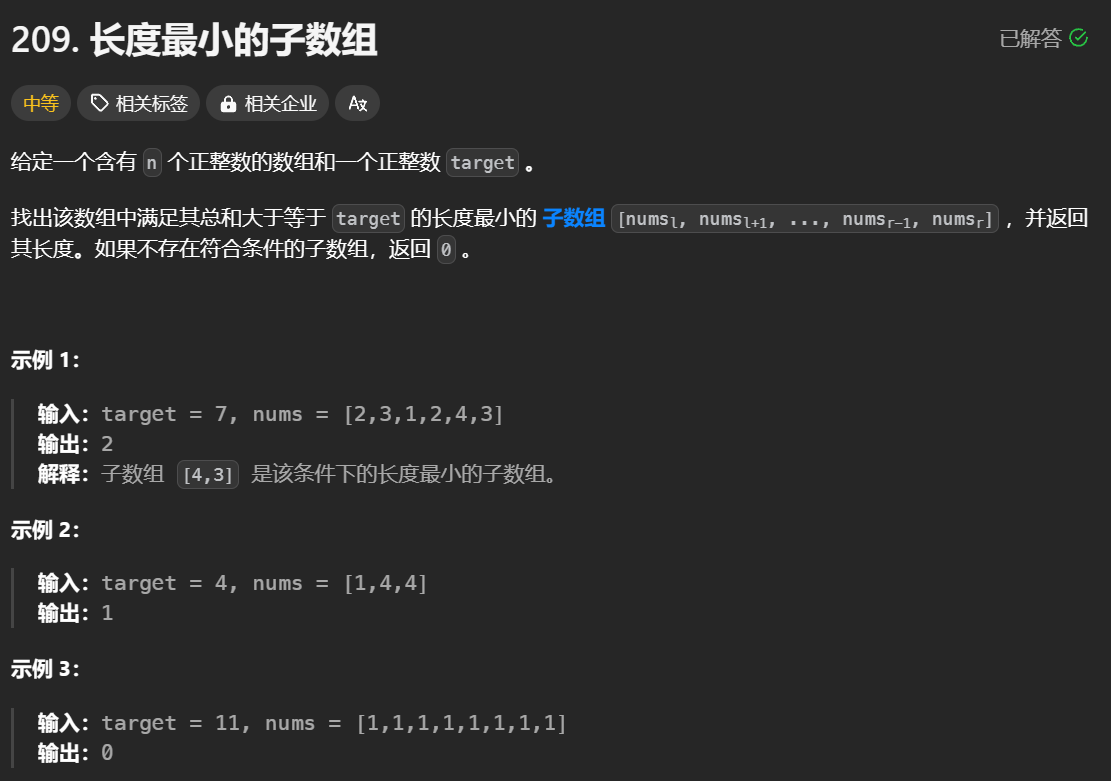 209. 长度最小的子数组
已解答
中等 相关标签 相关企业 Ax
给定一个含有 n 个正整数的数组和一个正整数 target 。
找出该数组中满足其总和大于等于 target 的长度最小的 子数组 [numsl, numsl+1, ..., numsr-1, numsr] ，并返回
其长度。如果不存在符合条件的子数组，返回 0 。
示例 1：
输入：target = 7, nums = [2,3,1,2,4,3]
输出：2
解释：子数组 [4,3] 是该条件下的长度最小的子数组。
示例 2：
输入：target = 4, nums = [1,4,4]
输出：1
示例 3：
输入：target = 11, nums = [1,1,1,1,1,1,1,1]
输出：0